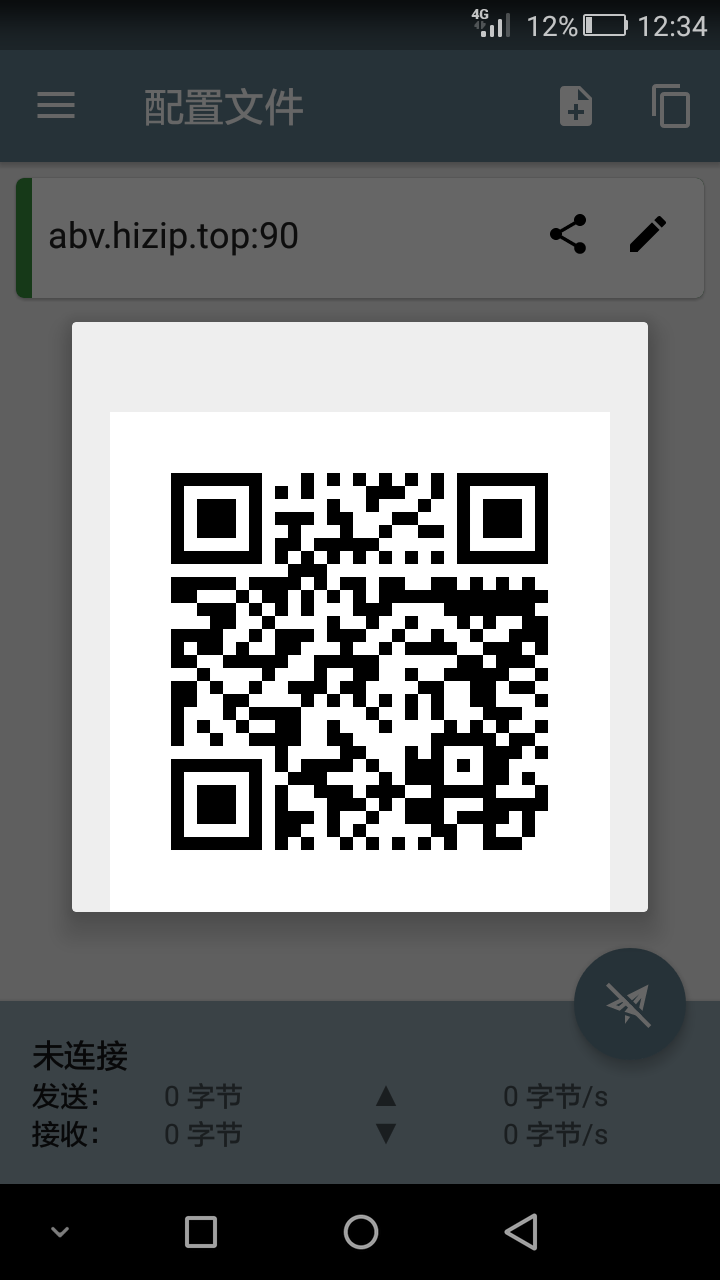 4G 12% 12:34
配置文件
abv.hizip.top:90
未连接
发送： 0 字节 ▲ 0 字节/s
接收： 0 字节 ▼ 0 字节/s